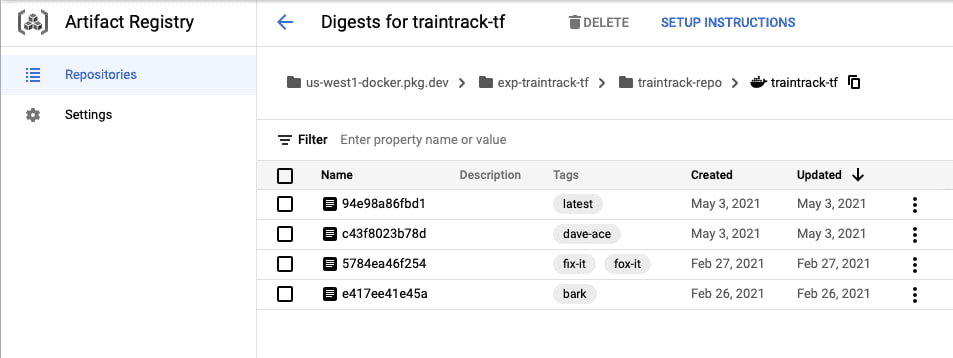 Artifact Registry
Digests for traintrack-tf DELETE SETUP INSTRUCTIONS
Repositories
Settings
us-west1-docker.pkg.dev exp-traintrack-tf traintrack-repo traintrack-tf
Filter Enter property name or value
Name Description Tags Created Updated
94e98a86fbd1 latest May 3, 2021 May 3, 2021
c43f8023b78d dave-ace May 3, 2021 May 3, 2021
5784ea46f254 fix-it fox-it Feb 27, 2021 Feb 27, 2021
e417ee41e45a bark Feb 26, 2021 Feb 26, 2021